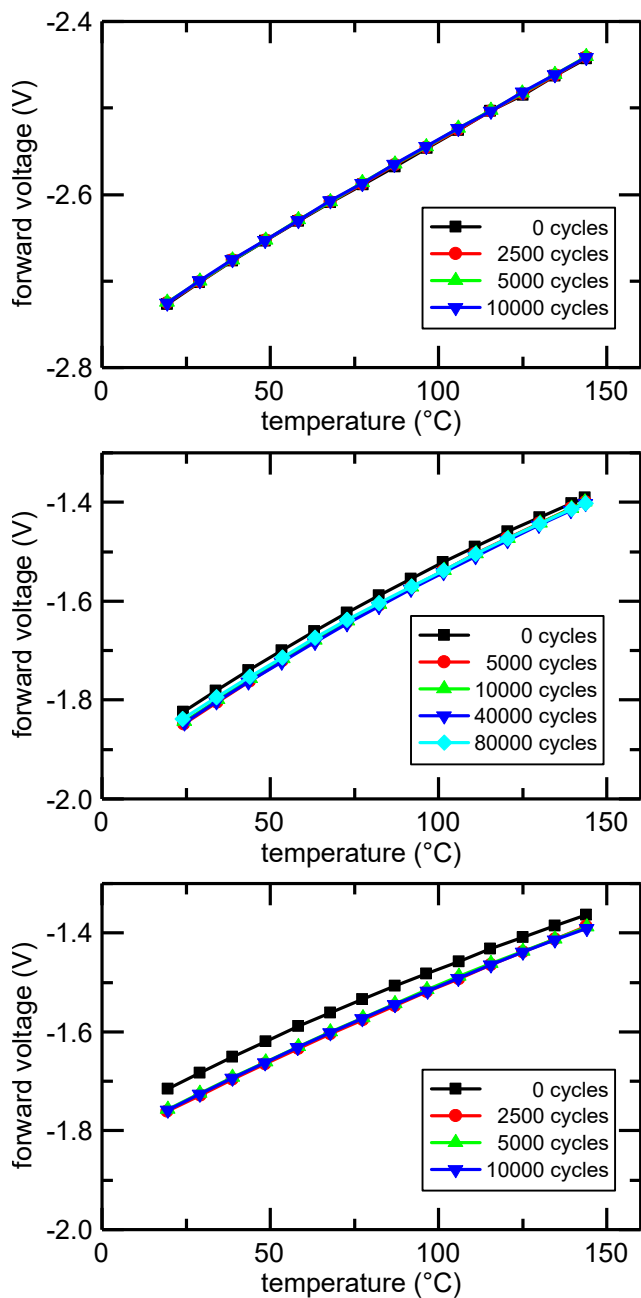 -2.4
-2.6
-2.8
forward voltage (V)
0 cycles
2500 cycles
5000 cycles
10000 cycles
0
50
100
150
temperature (°C)
-1.4
-1.6
-1.8
-2.0
forward voltage (V)
0 cycles
5000 cycles
10000 cycles
40000 cycles
80000 cycles
0
50
100
150
temperature (°C)
-1.4
-1.6
-1.8
-2.0
forward voltage (V)
0 cycles
2500 cycles
5000 cycles
10000 cycles
0
50
100
150
temperature (°C)